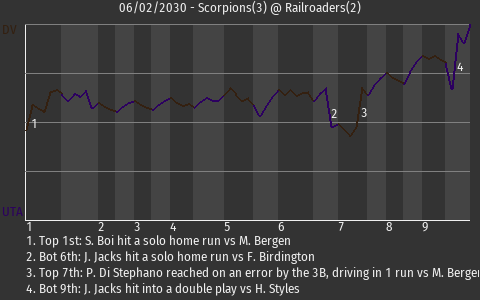 06/02/2030 - Scorpions(3) @ Railroaders(2)
DV
4
1
2
3
UTA
1 2 3 4 5 6 7 8 9
1. Top 1st: S. Boi hit a solo home run vs M. Bergen
2. Bot 6th: J. Jacks hit a solo home run vs F. Birdington
3. Top 7th: P. Di Stephano reached on an error by the 3B, driving in 1 run vs M. Bergen
4. Bot 9th: J. Jacks hit into a double play vs H. Styles